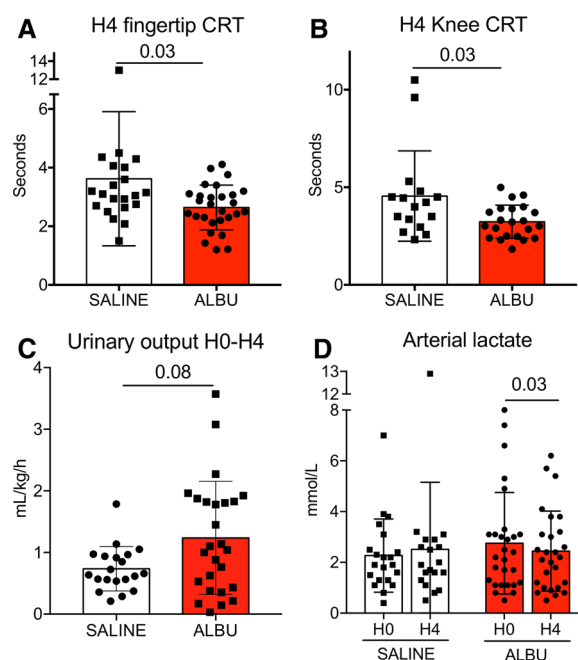 A
H4 fingertip CRT
0.03
14
12
6
4
2
0
Seconds
SALINE
ALBU
B
H4 Knee CRT
0.03
10
5
0
Seconds
SALINE
ALBU
C
Urinary output H0-H4
0.08
4
3
2
1
0
mL/kg/h
SALINE
ALBU
D
Arterial lactate
0.03
13
12
8
6
4
2
0
mmol/L
H0
H4
H0
H4
SALINE
ALBU